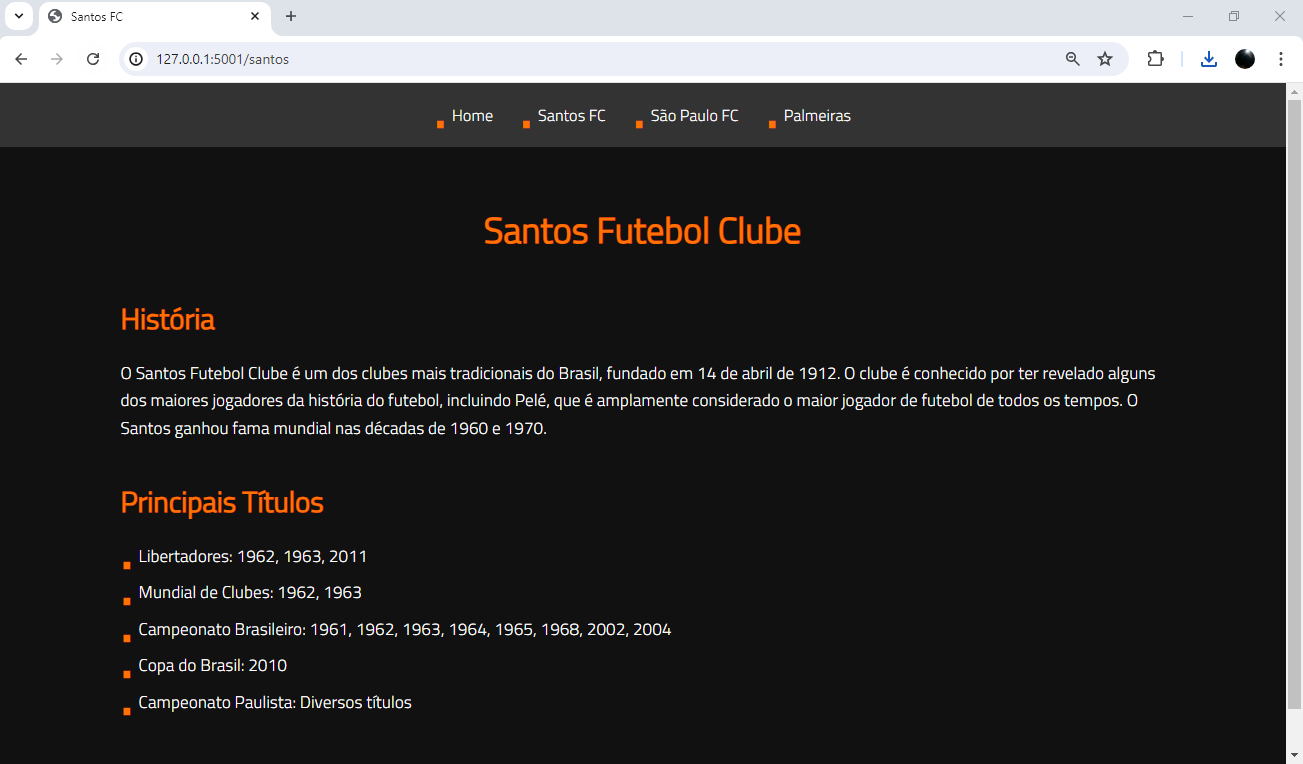 Santos FC
127.0.0.1:5001/santos
Home Santos FC São Paulo FC Palmeiras
Santos Futebol Clube
História
O Santos Futebol Clube é um dos clubes mais tradicionais do Brasil, fundado em 14 de abril de 1912. O clube é conhecido por ter revelado alguns
dos maiores jogadores da história do futebol, incluindo Pelé, que é amplamente considerado o maior jogador de futebol de todos os tempos. O
Santos ganhou fama mundial nas décadas de 1960 e 1970.
Principais Títulos
Libertadores: 1962, 1963, 2011
Mundial de Clubes: 1962, 1963
Campeonato Brasileiro: 1961, 1962, 1963, 1964, 1965, 1968, 2002, 2004
Copa do Brasil: 2010
Campeonato Paulista: Diversos títulos